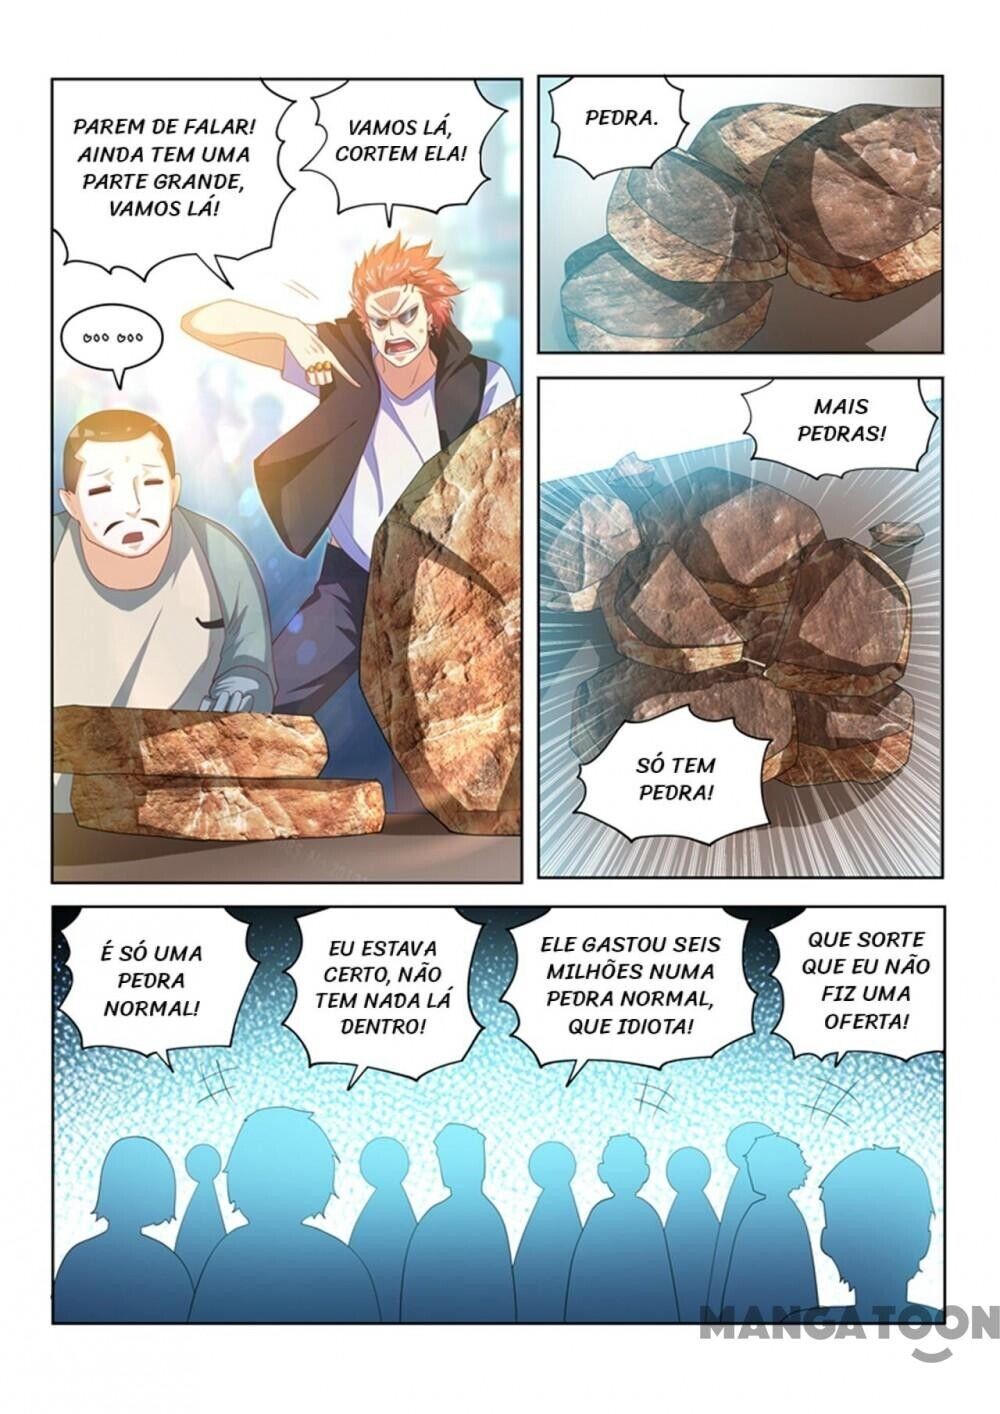 PAREM DE FALAR!
AINDA TEM UMA
PARTE GRANDE,
VAMOS LÁ!
VAMOS LÁ,
CORTEM ELA!
PEDRA.
MAIS
PEDRAS!
SÓ TEM
PEDRA!
É SÓ UMA
PEDRA
NORMAL!
EU ESTAVA
CERTO, NÃO
TEM NADA LÁ
DENTRO!
ELE GASTOU SEIS
MILHÕES NUMA
PEDRA NORMAL,
QUE IDIOTA!
QUE SORTE
QUE EU NÃO
FIZ UMA
OFERTA!
MANGATOON